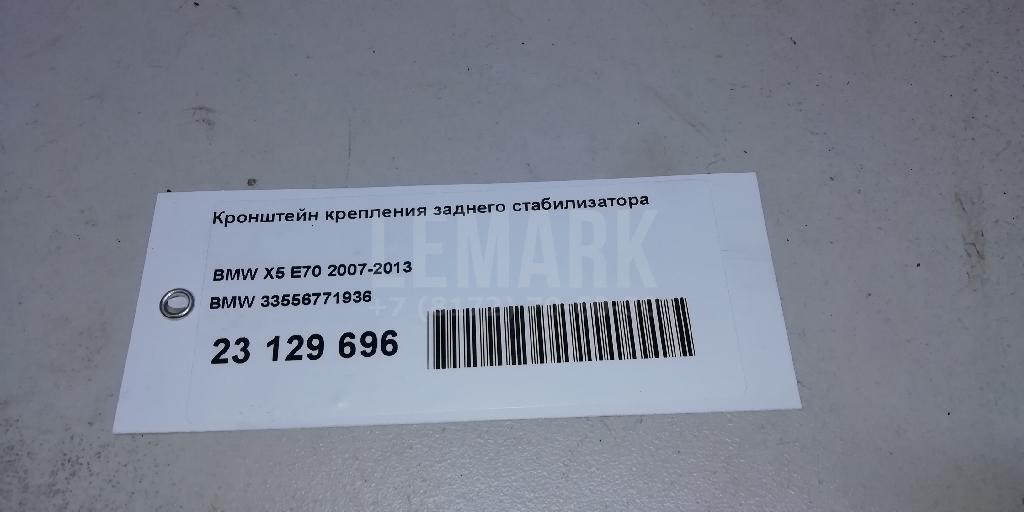 Кронштейн крепления заднего стабилизатора
LEMARK
BMW X5 E70 2007-2013
BMW 33556771936
23 129 696